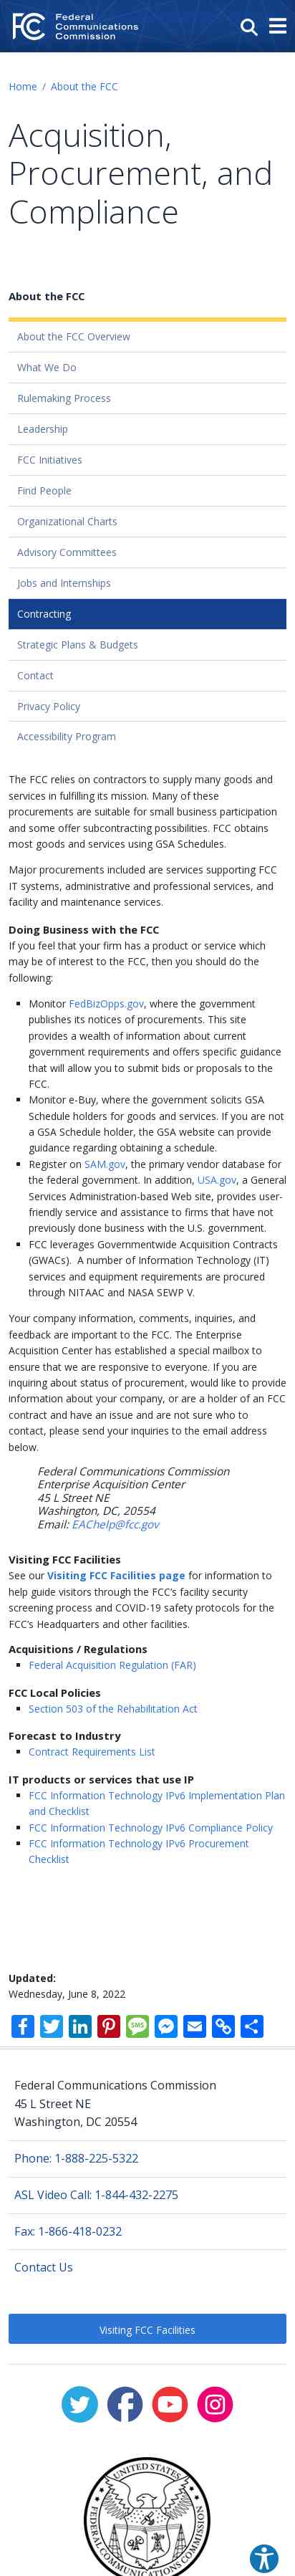 FC Federal
Communications
Commission
Home / About the FCC
Acquisition,
Procurement, and
Compliance
About the FCC
About the FCC Overview
What We Do
Rulemaking Process
Leadership
FCC Initiatives
Find People
Organizational Charts
Advisory Committees
Jobs and Internships
Contracting
Strategic Plans & Budgets
Contact
Privacy Policy
Accessibility Program
The FCC relies on contractors to supply many goods and
services in fulfilling its mission. Many of these
procurements are suitable for small business participation
and some offer subcontracting possibilities. FCC obtains
most goods and services using GSA Schedules.
Major procurements included are services supporting FCC
IT systems, administrative and professional services, and
facility and maintenance services.
Doing Business with the FCC
If you feel that your firm has a product or service which
may be of interest to the FCC, then you should do the
following:
▪ Monitor FedBizOpps.gov, where the government
publishes its notices of procurements. This site
provides a wealth of information about current
government requirements and offers specific guidance
that will allow you to submit bids or proposals to the
FCC.
▪ Monitor e-Buy, where the government solicits GSA
Schedule holders for goods and services. If you are not
a GSA Schedule holder, the GSA website can provide
guidance regarding obtaining a schedule.
▪ Register on SAM.gov, the primary vendor database for
the federal government. In addition, USA.gov, a General
Services Administration-based Web site, provides user-
friendly service and assistance to firms that have not
previously done business with the U.S. government.
▪ FCC leverages Governmentwide Acquisition Contracts
(GWACs). A number of Information Technology (IT)
services and equipment requirements are procured
through NITAAC and NASA SEWP V.
Your company information, comments, inquiries, and
feedback are important to the FCC. The Enterprise
Acquisition Center has established a special mailbox to
ensure that we are responsive to everyone. If you are
inquiring about status of procurement, would like to provide
information about your company, or are a holder of an FCC
contract and have an issue and are not sure who to
contact, please send your inquiries to the email address
below.
Federal Communications Commission
Enterprise Acquisition Center
45 L Street NE
Washington, DC, 20554
Email: EAChelp@fcc.gov
Visiting FCC Facilities
See our Visiting FCC Facilities page for information to
help guide visitors through the FCC's facility security
screening process and COVID-19 safety protocols for the
FCC's Headquarters and other facilities.
Acquisitions / Regulations
▪ Federal Acquisition Regulation (FAR)
FCC Local Policies
▪ Section 503 of the Rehabilitation Act
Forecast to Industry
▪ Contract Requirements List
IT products or services that use IP
▪ FCC Information Technology IPv6 Implementation Plan
and Checklist
▪ FCC Information Technology IPv6 Compliance Policy
▪ FCC Information Technology IPv6 Procurement
Checklist
Updated:
Wednesday, June 8, 2022
SMS
Federal Communications Commission
45 L Street NE
Washington, DC 20554
Phone: 1-888-225-5322
ASL Video Call: 1-844-432-2275
Fax: 1-866-418-0232
Contact Us
Visiting FCC Facilities
UNITED STATES
FEDERAL COMMUNICATIONS